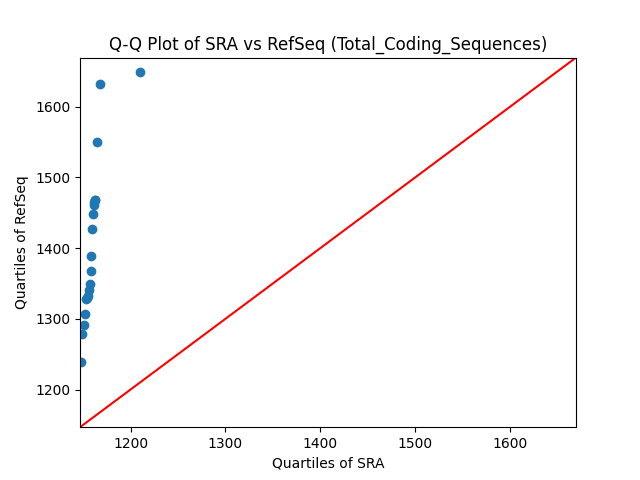 Q-Q Plot of SRA vs RefSeq (Total_Coding_Sequences)
Quartiles of RefSeq
1600
1500
1400
1300
1200
1200 1300 1400 1500 1600
Quartiles of SRA